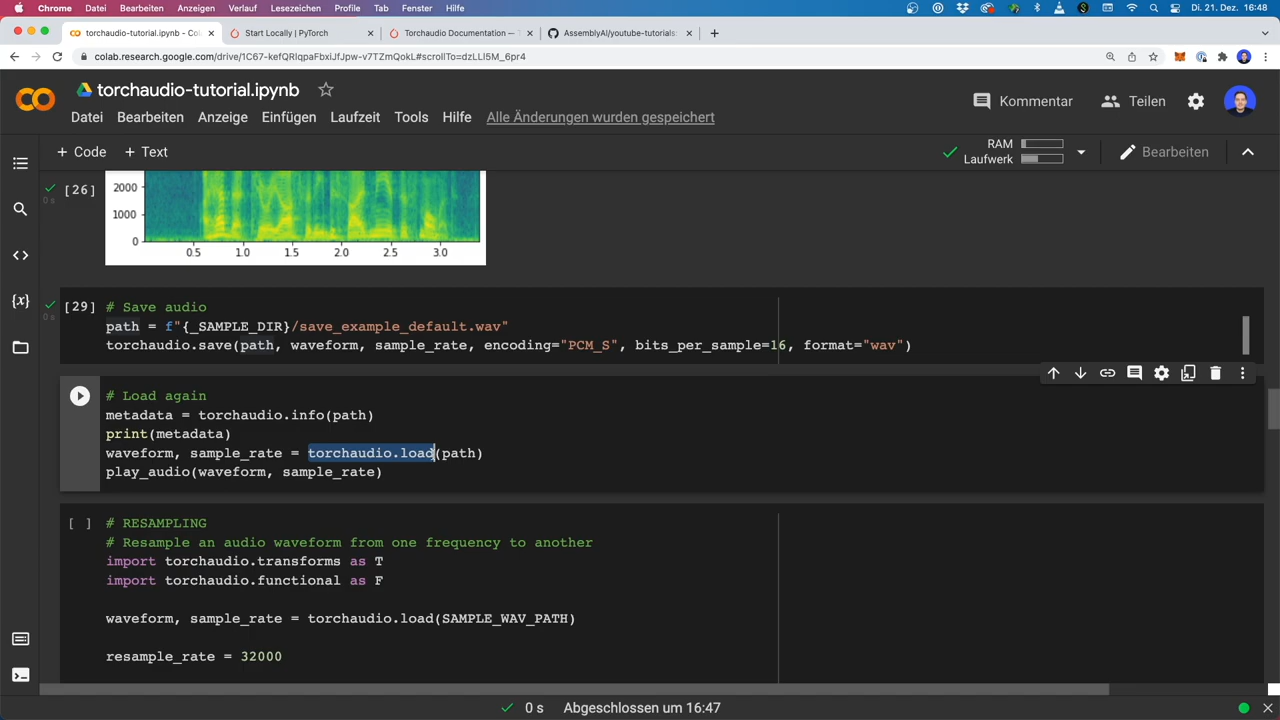 Chrome Datei Bearbeiten Anzeigen Verlauf Lesezeichen Profile Tab Fenster Hilfe Di. 21. Dez. 16:48
torchaudio-tutorial.ipynb - Co Start Locally | PyTorch Torchaudio Documentation — T AssemblyAI/youtube-tutorials:
colab.research.google.com/drive/1C67-kefQRIqpaFbxiJfJpw-v7TZmQokL#scrollTo=dzLLI5M_6pr4
torchaudio-tutorial.ipynb
Kommentar Teilen
Datei Bearbeiten Anzeige Einfügen Laufzeit Tools Hilfe Alle Änderungen wurden gespeichert
+ Code + Text RAM Laufwerk Bearbeiten
[26]
0 s
2000
1000
0
0.5 1.0 1.5 2.0 2.5 3.0
[29] # Save audio
0 s
path = f"{_SAMPLE_DIR}/save_example_default.wav"
torchaudio.save(path, waveform, sample_rate, encoding="PCM_S", bits_per_sample=16, format="wav")
# Load again
metadata = torchaudio.info(path)
print(metadata)
waveform, sample_rate = torchaudio.load(path)
play_audio(waveform, sample_rate)
[ ] # RESAMPLING
# Resample an audio waveform from one frequency to another
import torchaudio.transforms as T
import torchaudio.functional as F
waveform, sample_rate = torchaudio.load(SAMPLE_WAV_PATH)
resample_rate = 32000
0 s Abgeschlossen um 16:47